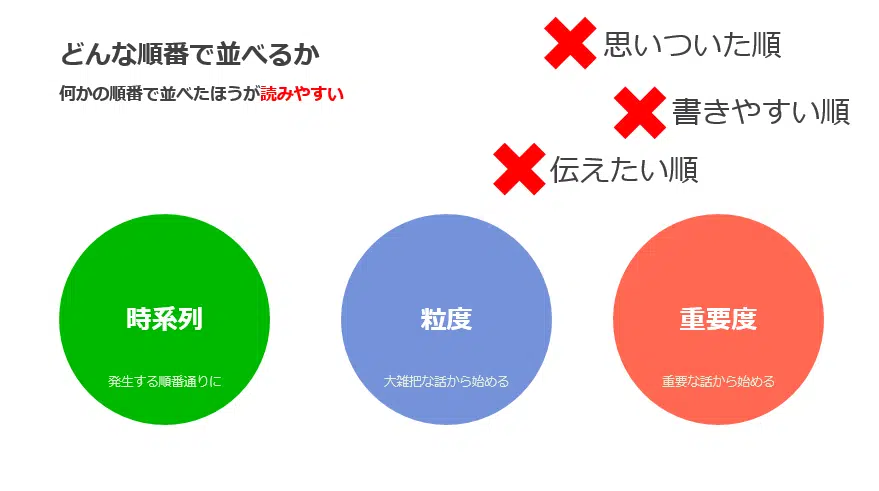 どんな順番で並べるか
何かの順番で並べたほうが読みやすい
思いついた順
書きやすい順
伝えたい順
時系列
発生する順番通りに
粒度
大雑把な話から始める
重要度
重要な話から始める